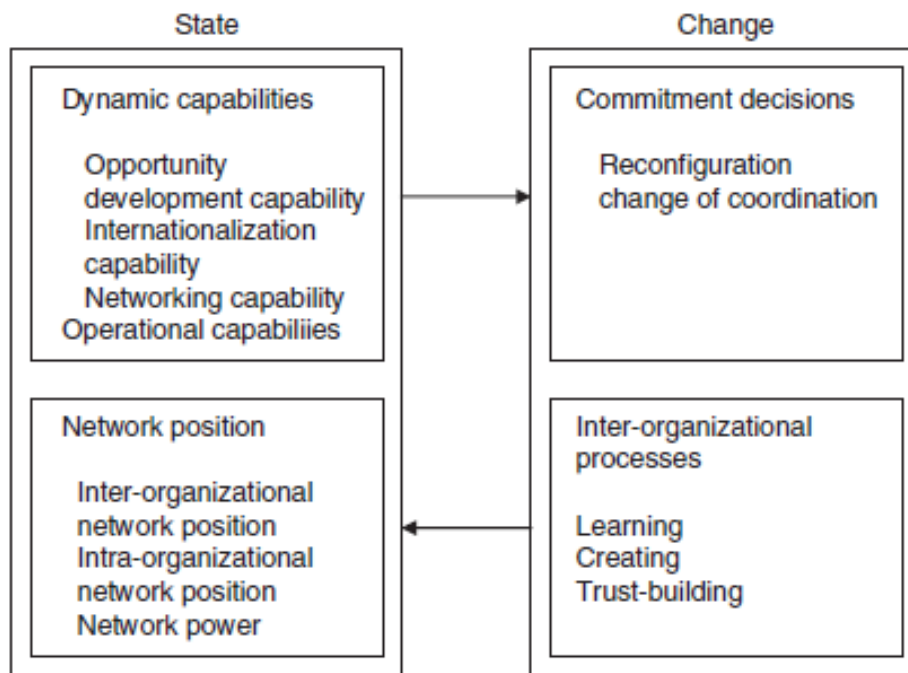 State
Dynamic capabilities
Opportunity
development capability
Internationalization
capability
Networking capability
Operational capabiliies
Network position
Inter-organizational
network position
Intra-organizational
network position
Network power
Change
Commitment decisions
Reconfiguration
change of coordination
Inter-organizational
processes
Learning
Creating
Trust-building